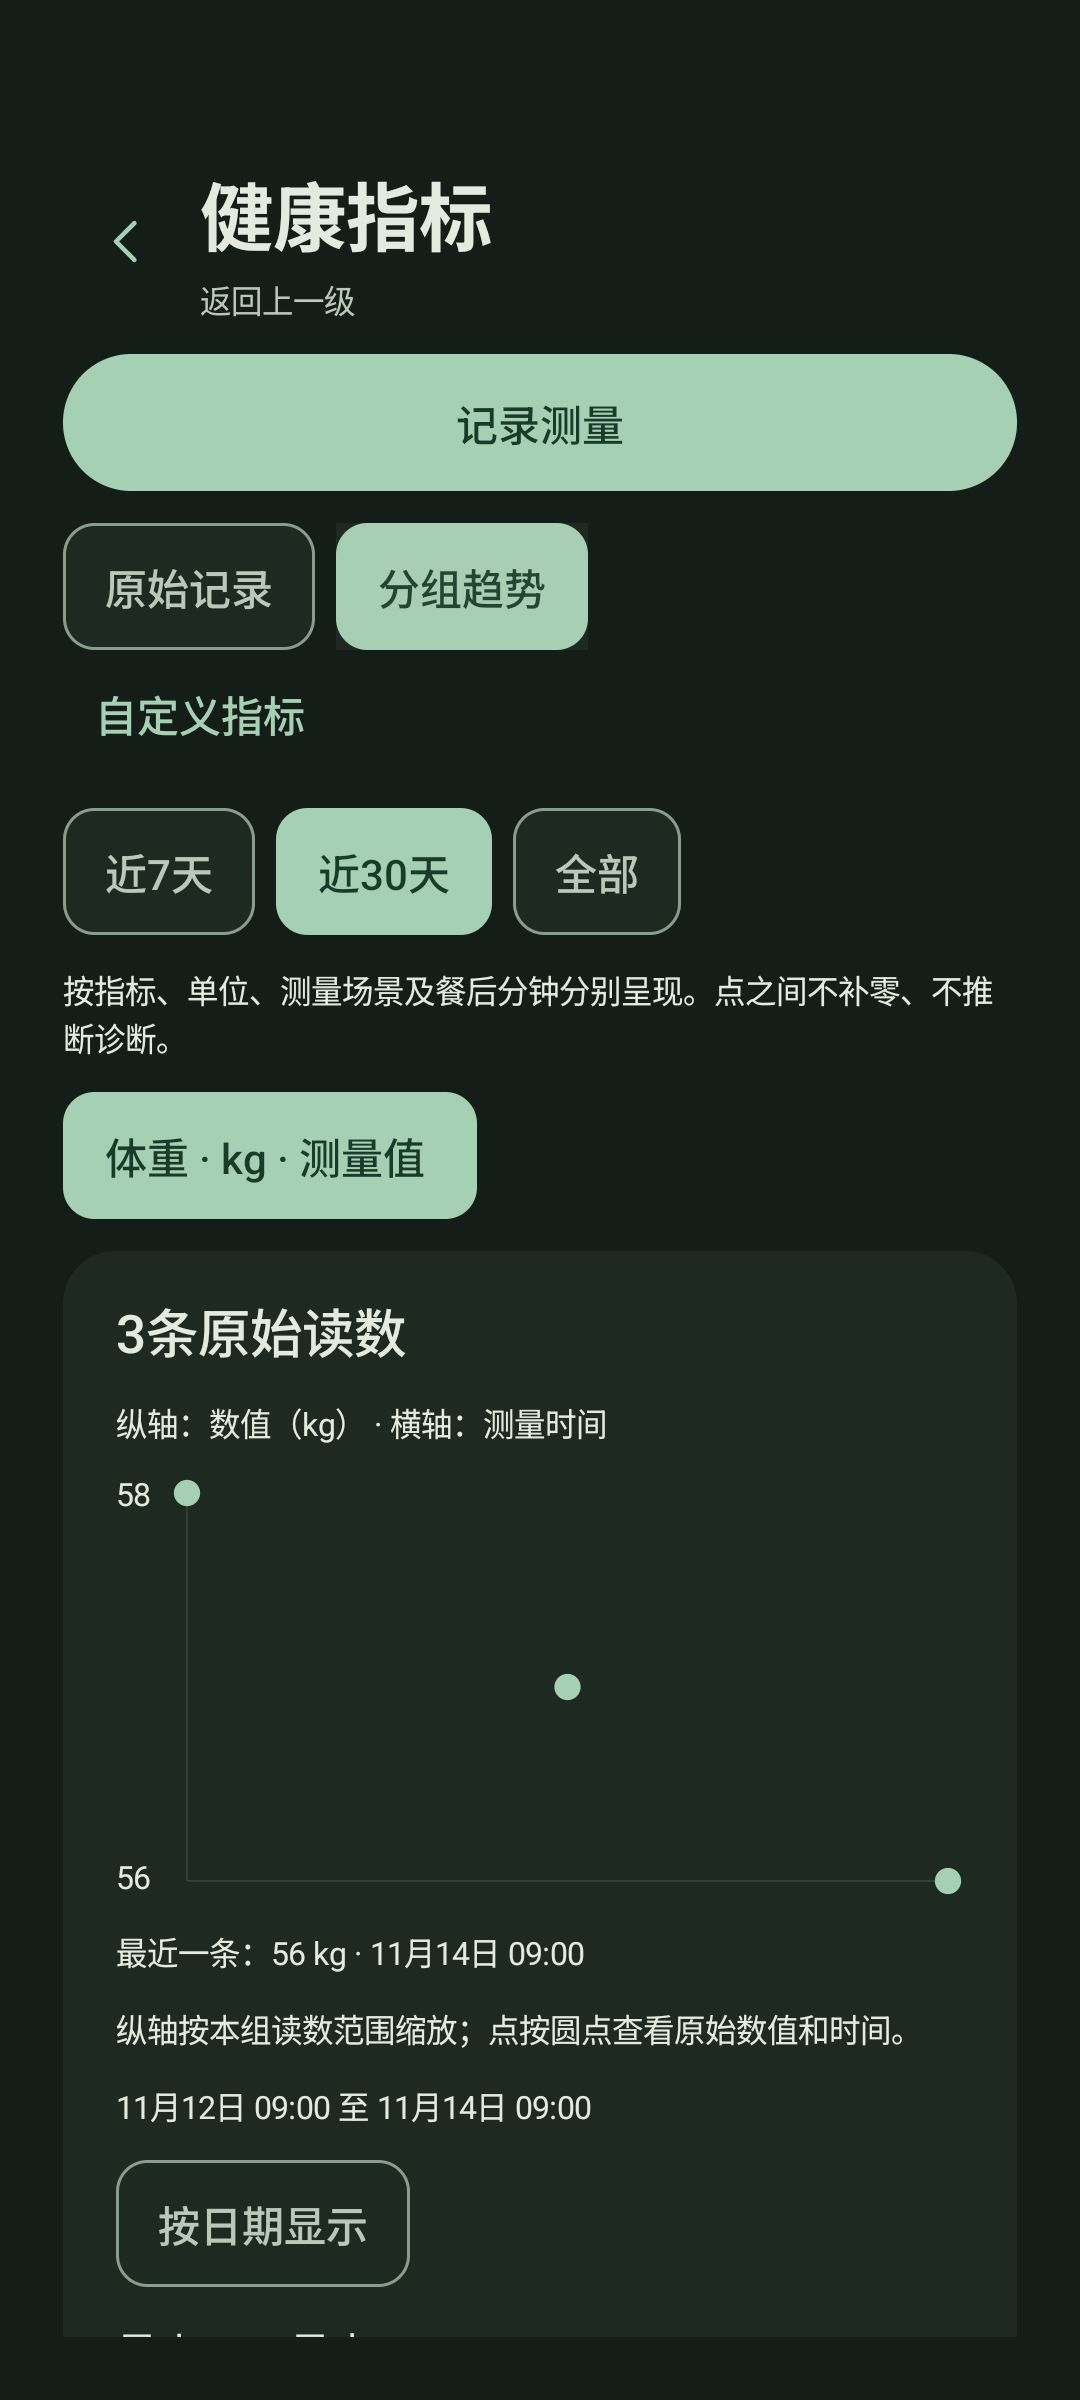 健康指标
返回上一级
记录测量
原始记录
分组趋势
自定义指标
近7天
近30天
全部
按指标、单位、测量场景及餐后分钟分别呈现。点之间不补零、不推
断诊断。
体重 · kg · 测量值
3条原始读数
纵轴：数值（kg） · 横轴：测量时间
58
56
最近一条：56 kg · 11月14日 09:00
纵轴按本组读数范围缩放；点按圆点查看原始数值和时间。
11月12日 09:00 至 11月14日 09:00
按日期显示